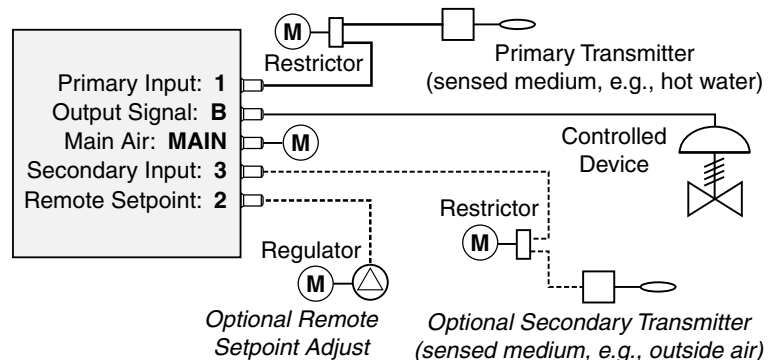 M
Restrictor
Primary Transmitter
(sensed medium, e.g., hot water)
Primary Input: 1
Output Signal: B
Main Air: MAIN
M
Secondary Input: 3
Remote Setpoint: 2
Controlled
Device
Restrictor
M
Regulator
M
Optional Remote
Setpoint Adjust
Optional Secondary Transmitter
(sensed medium, e.g., outside air)